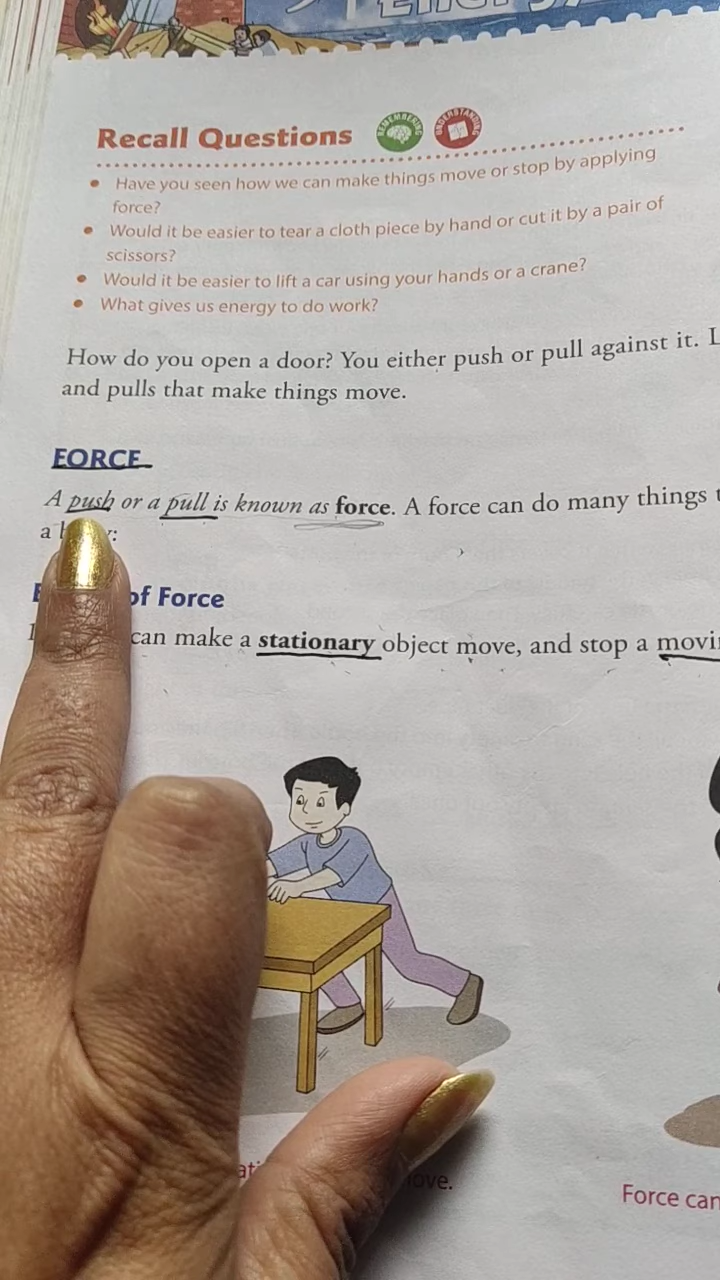 Energy
Recall Questions
REMEMBERING
UNDERSTANDING
• Have you seen how we can make things move or stop by applying
force?
• Would it be easier to tear a cloth piece by hand or cut it by a pair of
scissors?
• Would it be easier to lift a car using your hands or a crane?
• What gives us energy to do work?
How do you open a door? You either push or pull against it. L
and pulls that make things move.
FORCE
A push or a pull is known as force. A force can do many things t
a
of Force
can make a stationary object move, and stop a movi
ove.
Force can